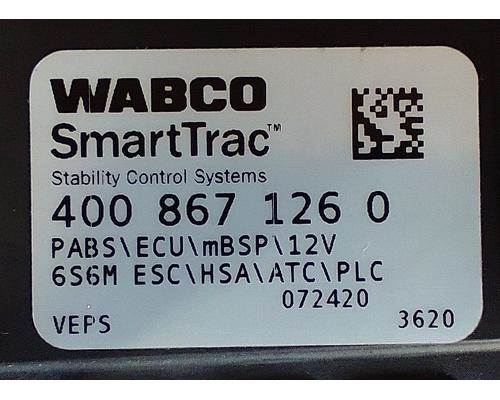 WABCO
SmartTrac™
Stability Control Systems
400 867 126 0
PABS\ECU\mBSP\12V
6S6M ESC\HSA\ATC\PLC
072420
VEPS 3620